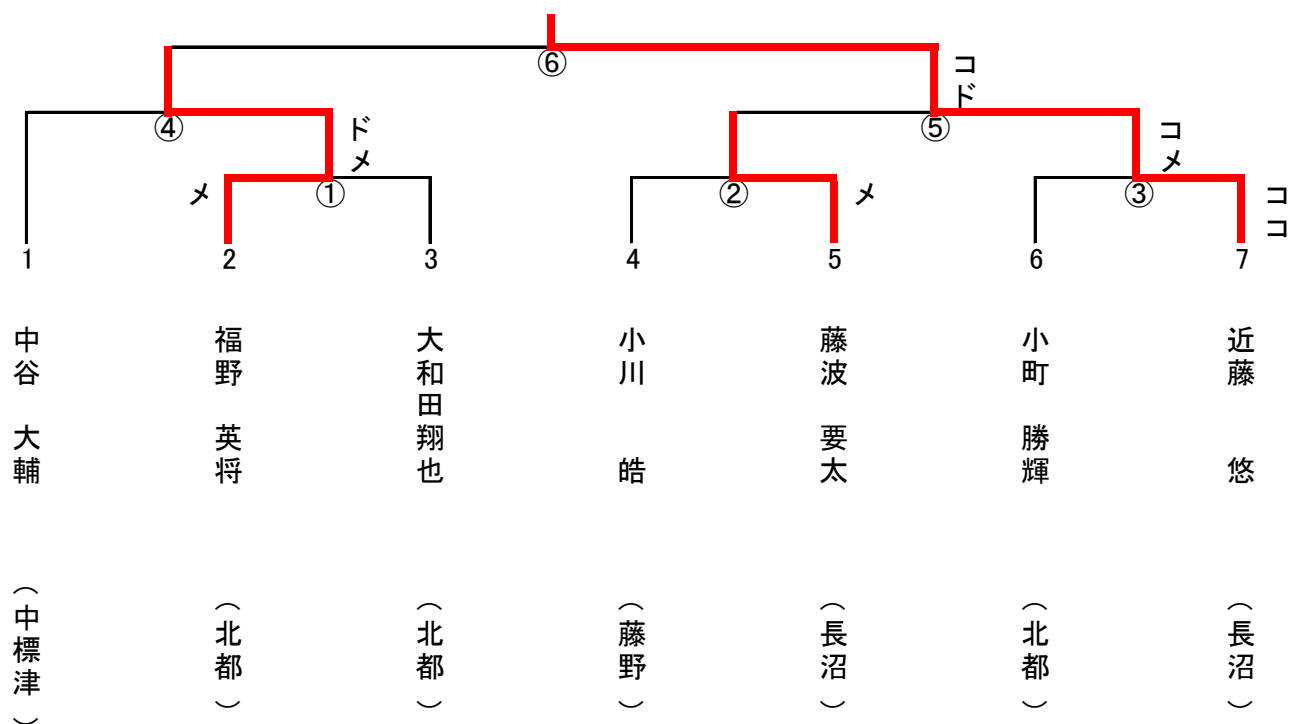 ⑥
コド
④
ドメ
⑤
コメ
メ
①
②
メ
③
ココ
1
2
3
4
5
6
7
中谷 大輔
福野 英将
大和田翔也
小川 皓
藤波 要太
小町 勝輝
近藤 悠
（中標津）
（北都）
（北都）
（藤野）
（長沼）
（北都）
（長沼）